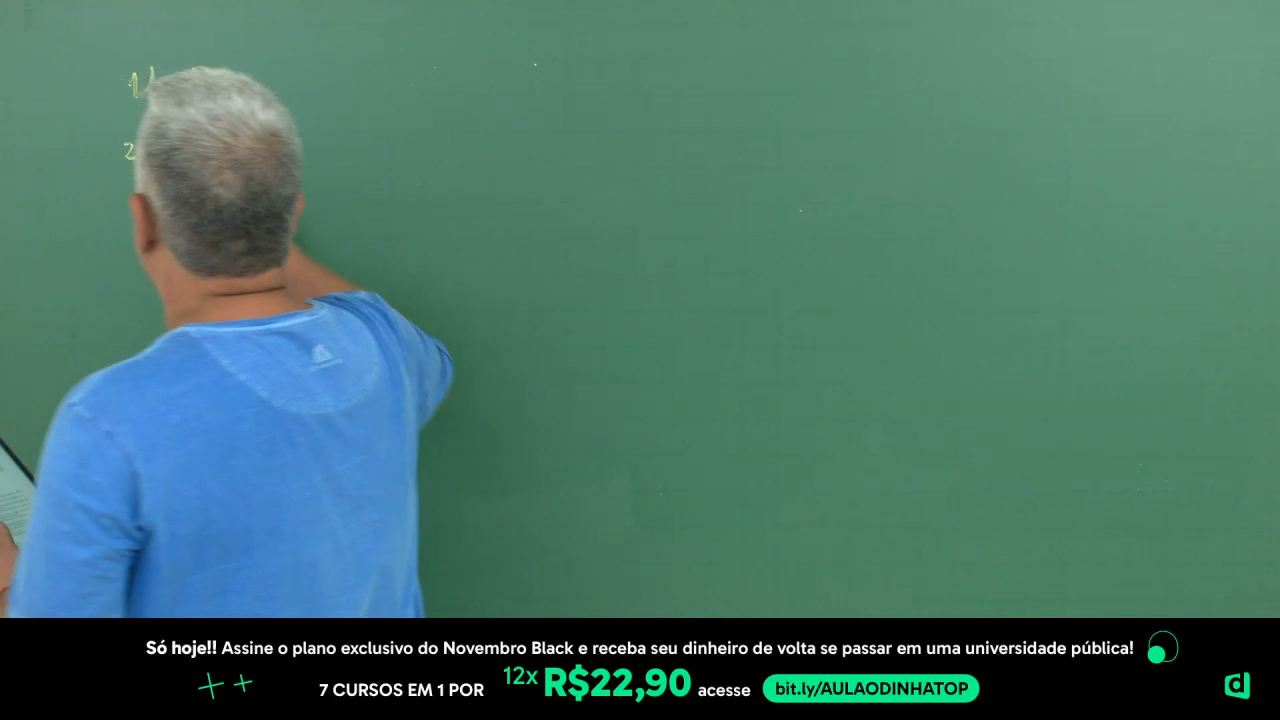 2
Só hoje!! Assine o plano exclusivo do Novembro Black e receba seu dinheiro de volta se passar em uma universidade pública!
7 CURSOS EM 1 POR 12x R$22,90 acesse bit.ly/AULAODINHATOP
d